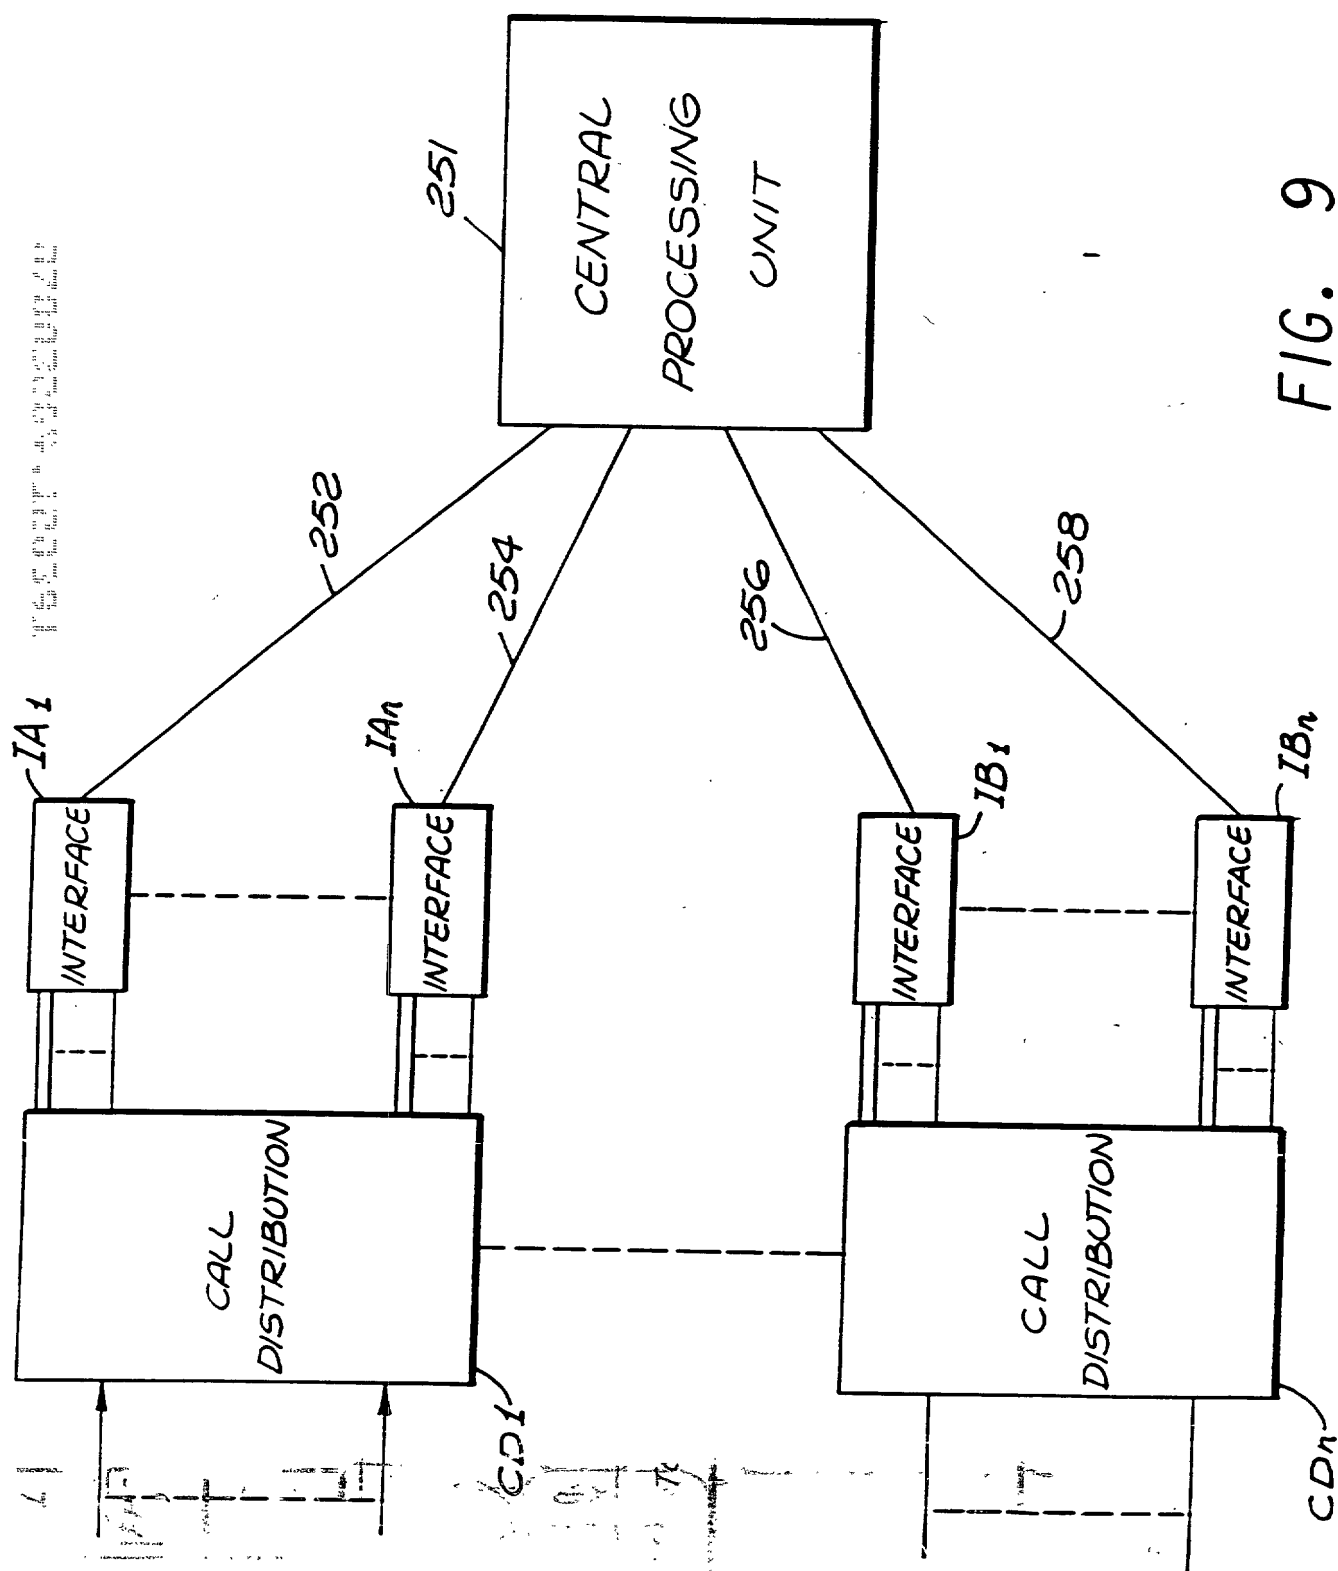 IA1
INTERFACE
252
251
CENTRAL
PROCESSING
UNIT
CALL
DISTRIBUTION
CD1
IAn
INTERFACE
254
256
IB1
INTERFACE
258
IBn
INTERFACE
CALL
DISTRIBUTION
CDn
FIG. 9